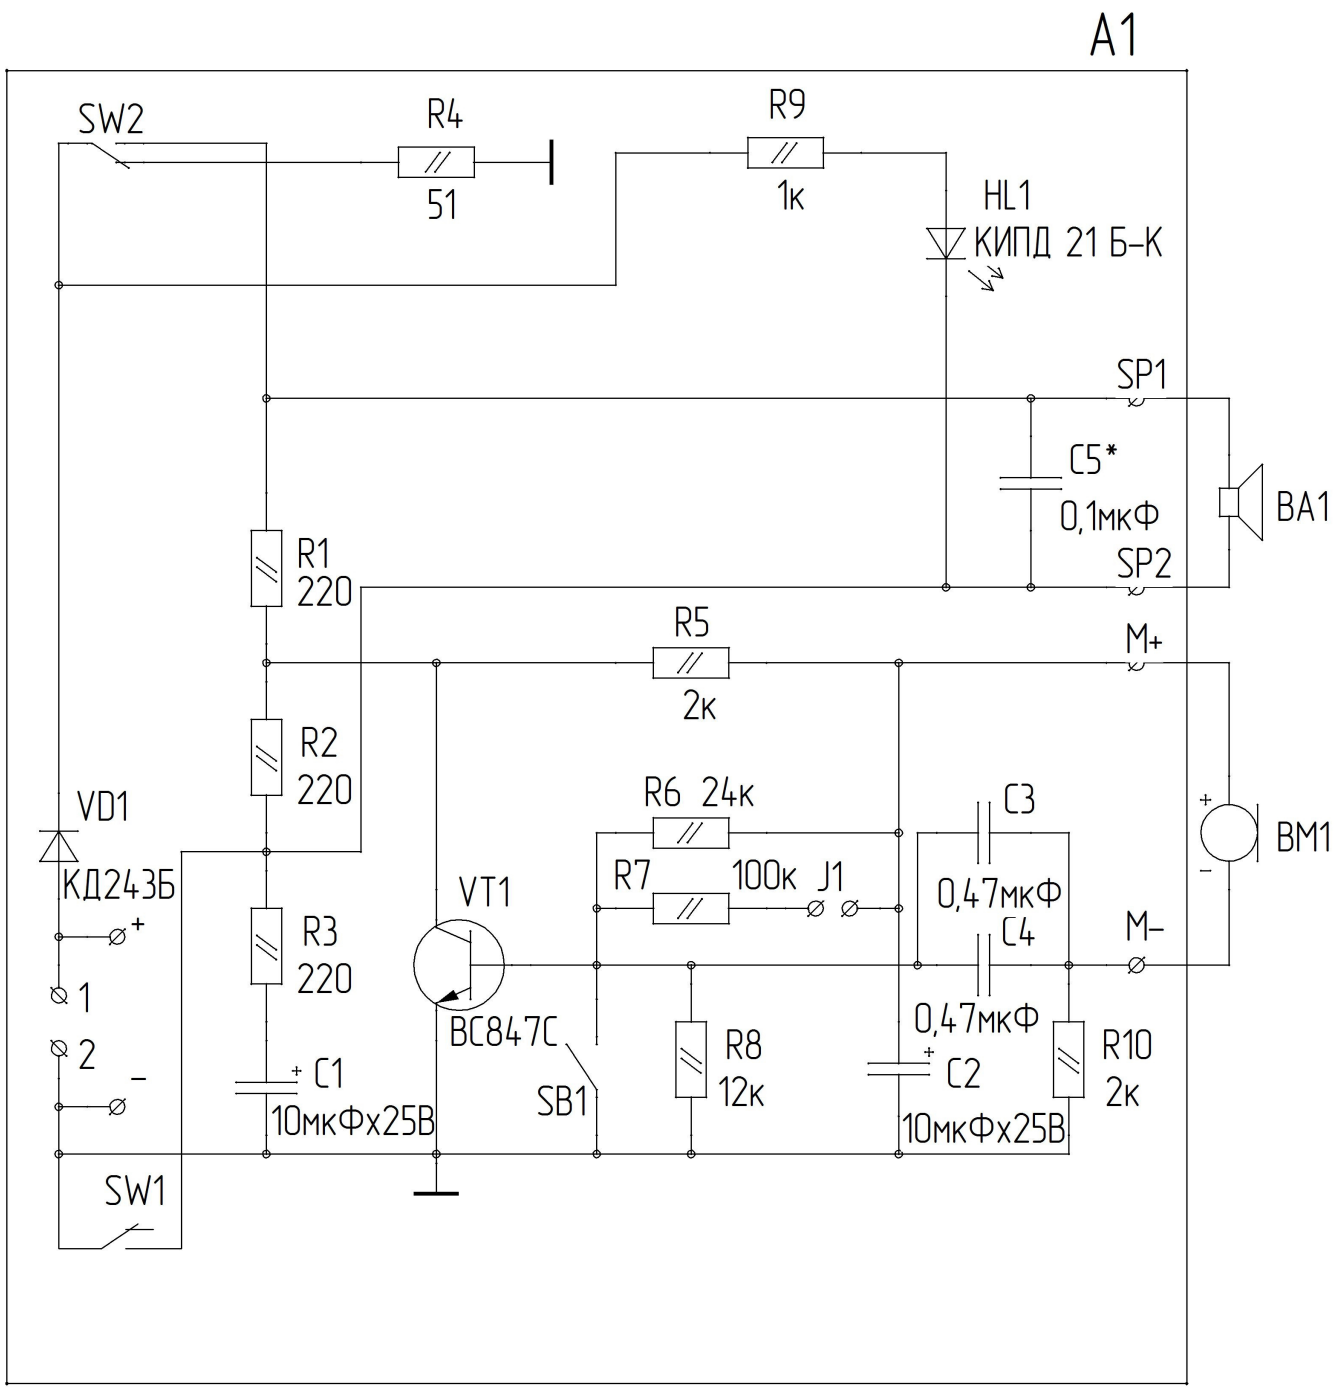 A1
SW2
R4
51
R9
1к
HL1
КИПД 21 Б-К
SP1
C5*
0,1мкФ
BA1
SP2
R1
220
R5
2к
M+
R2
220
VD1
КД243Б
R6 24к
C3
+
BM1
-
R7 100к J1
0,47мкФ
VT1
C4
M-
+
R3
220
1
2
BC847C
0,47мкФ
R8
12к
+
C2
R10
2к
+
C1
-
SB1
10мкФх25В
10мкФх25В
SW1